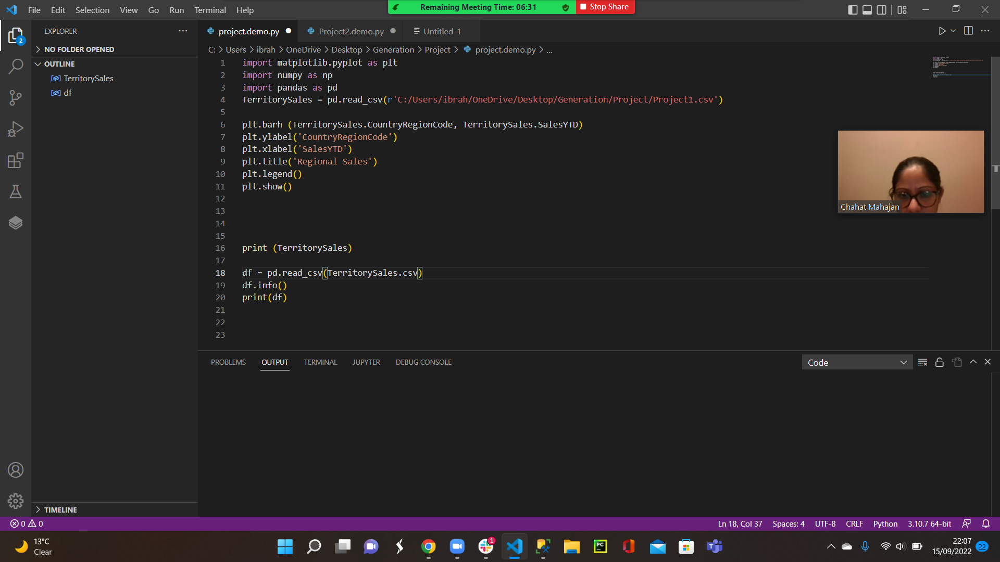 File Edit Selection View Go Run Terminal Help
Remaining Meeting Time: 06:31 Stop Share
EXPLORER
2
NO FOLDER OPENED
OUTLINE
TerritorySales
df
TIMELINE
project.demo.py Project2.demo.py Untitled-1
C: > Users > ibrah > OneDrive > Desktop > Generation > Project > project.demo.py > ...
1 import matplotlib.pyplot as plt
2 import numpy as np
3 import pandas as pd
4 TerritorySales = pd.read_csv(r'C:/Users/ibrah/OneDrive/Desktop/Generation/Project/Project1.csv')
5
6 plt.barh (TerritorySales.CountryRegionCode, TerritorySales.SalesYTD)
7 plt.ylabel('CountryRegionCode')
8 plt.xlabel('SalesYTD')
9 plt.title('Regional Sales')
10 plt.legend()
11 plt.show()
12
13
14
15
16 print (TerritorySales)
17
18 df = pd.read_csv(TerritorySales.csv)
19 df.info()
20 print(df)
21
22
23
Chahat Mahajan
PROBLEMS OUTPUT TERMINAL JUPYTER DEBUG CONSOLE
Code
0 0
Ln 18, Col 37 Spaces: 4 UTF-8 CRLF Python 3.10.7 64-bit
13°C
Clear
1
PC
22:07
15/09/2022
22